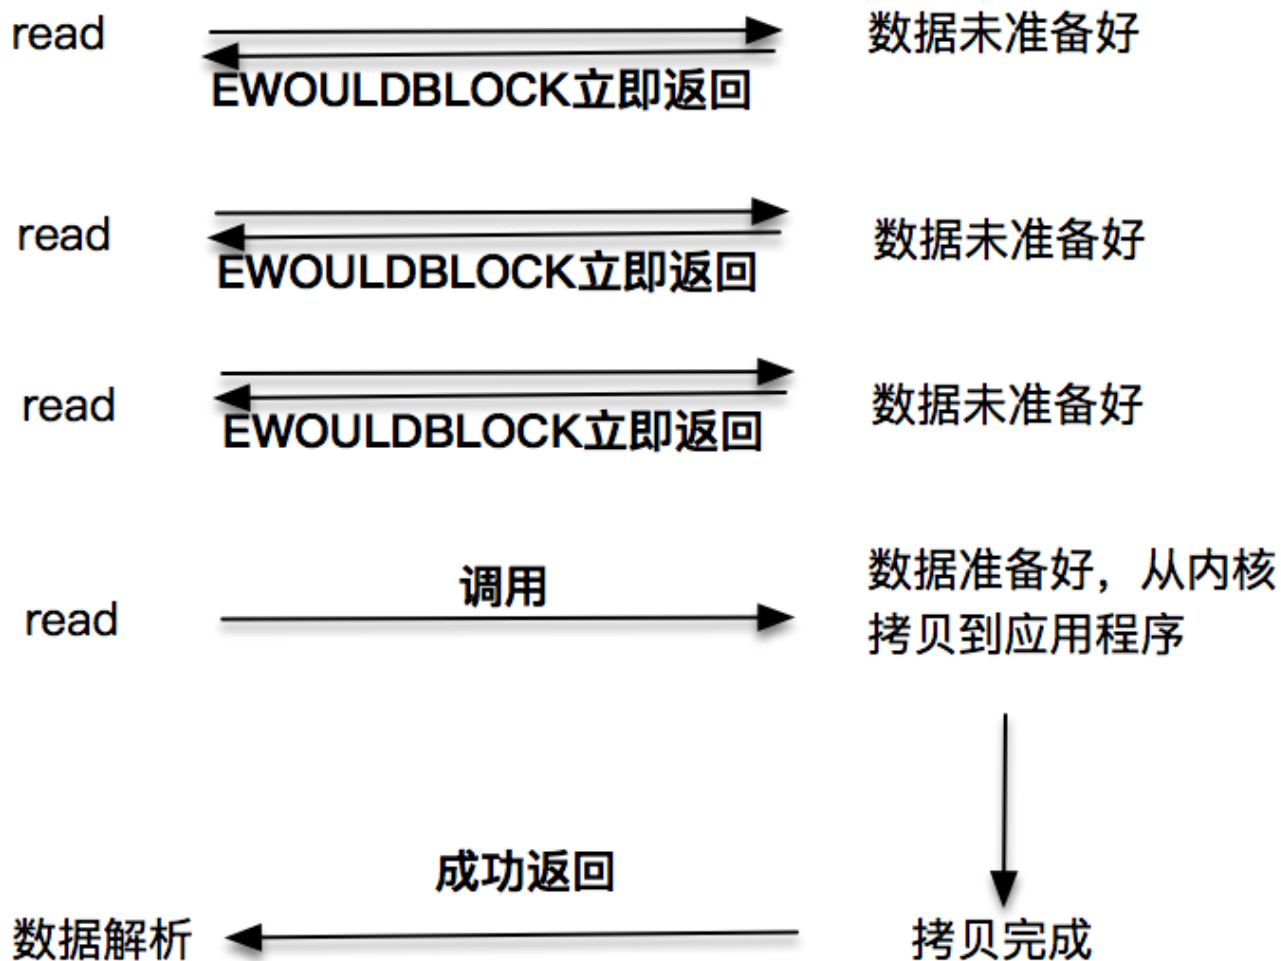 read
数据未准备好
EWOULDBLOCK立即返回
read
数据未准备好
EWOULDBLOCK立即返回
read
数据未准备好
EWOULDBLOCK立即返回
read
调用
数据准备好，从内核
拷贝到应用程序
成功返回
数据解析
拷贝完成